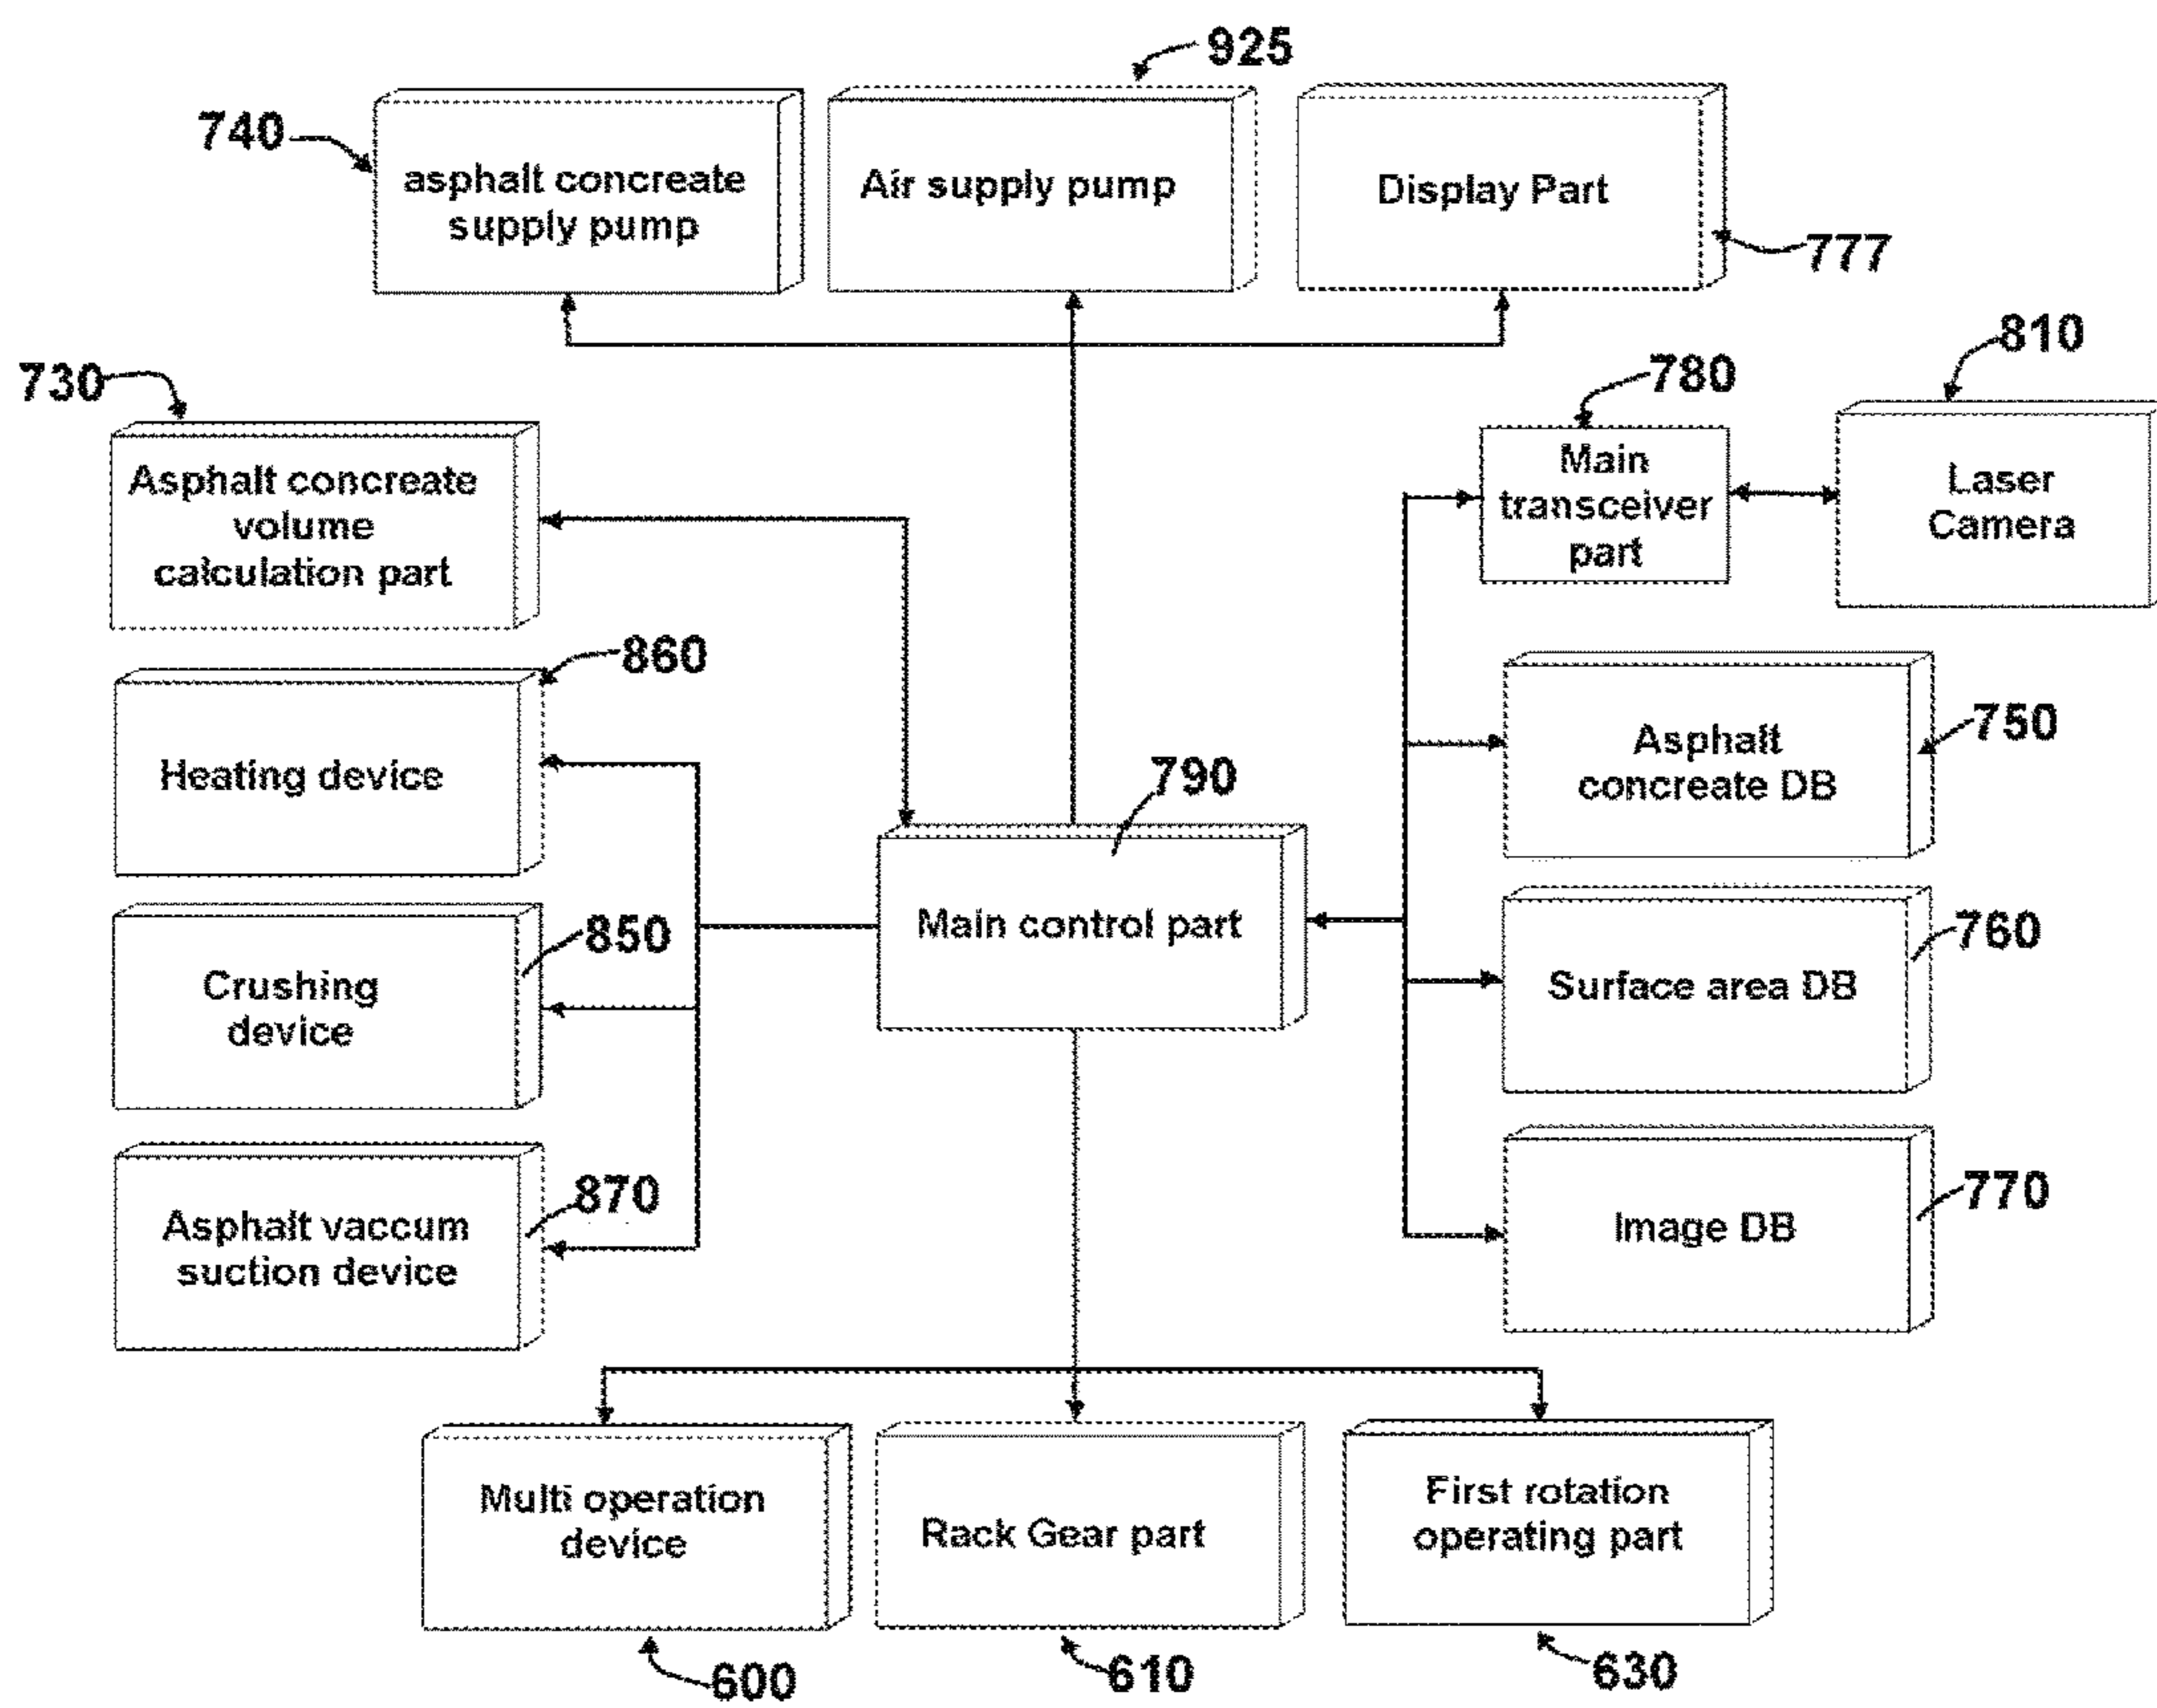 925
740
asphalt concreate
supply pump
Air supply pump
Display Part
777
730
Asphalt concreate
volume
calculation part
780
Main
transceiver
part
810
Laser
Camera
860
Heating device
790
Main control part
Asphalt
concreate DB
750
Crushing
device
850
Surface area DB
760
Asphalt vaccum
suction device
870
Image DB
770
Multi operation
device
600
Rack Gear part
610
First rotation
operating part
630